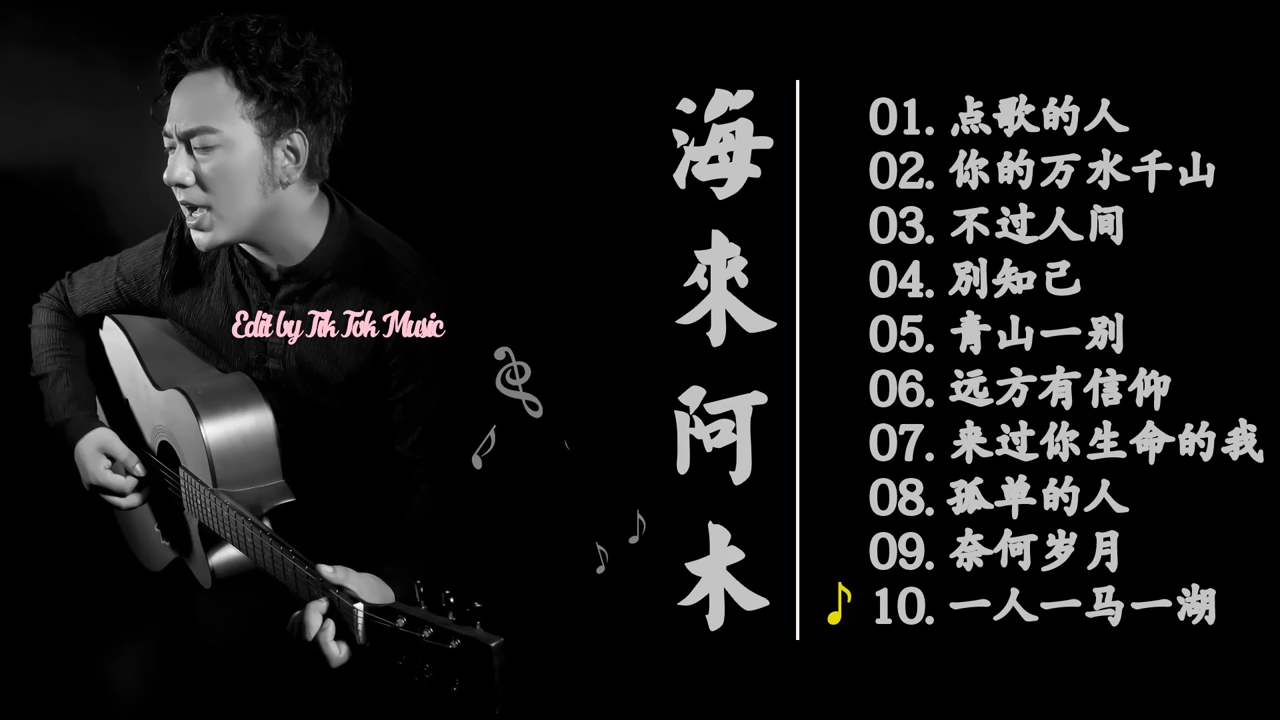 Edit by Tik Tok Music
海來阿木
01. 点歌的人
02. 你的万水千山
03. 不过人间
04. 別知己
05. 青山一别
06. 远方有信仰
07. 来过你生命的我
08. 孤单的人
09. 奈何岁月
10. 一人一马一湖